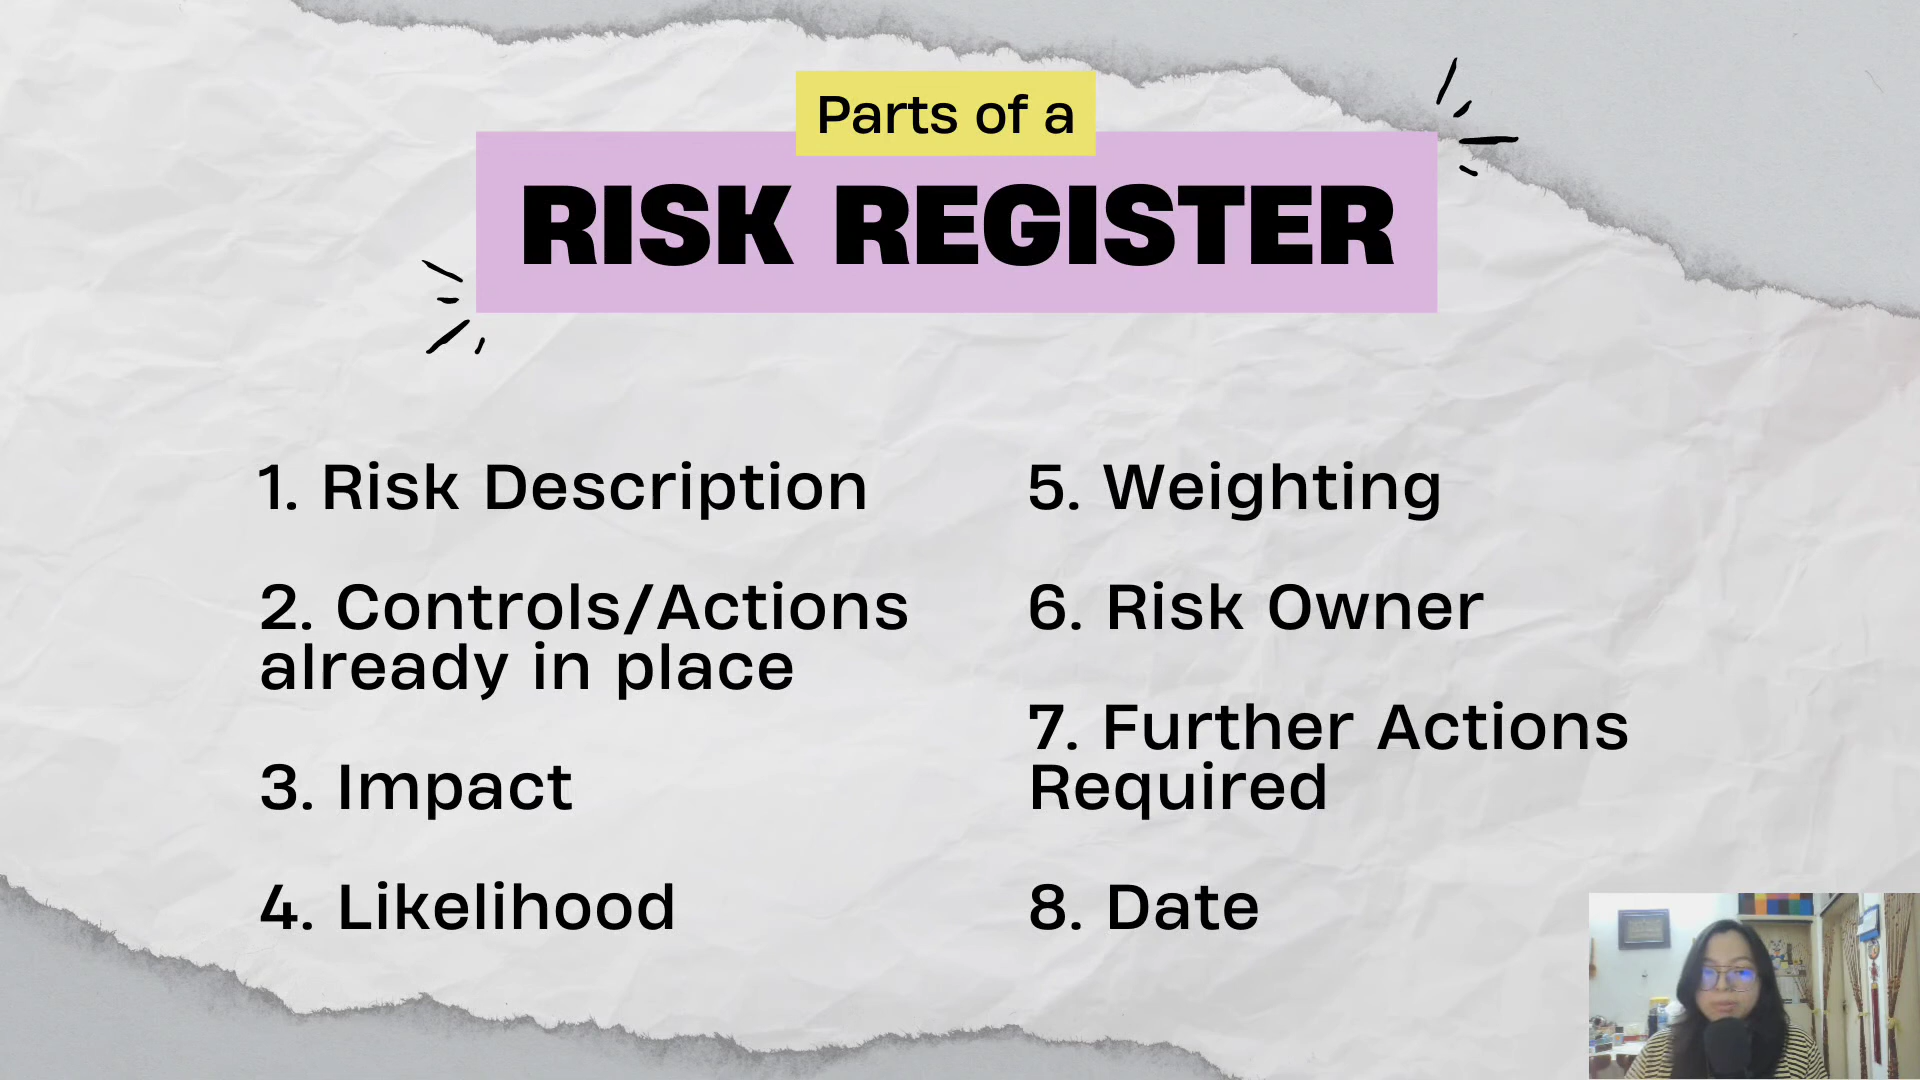 Parts of a
RISK REGISTER
1. Risk Description
2. Controls/Actions
already in place
3. Impact
4. Likelihood
5. Weighting
6. Risk Owner
7. Further Actions
Required
8. Date